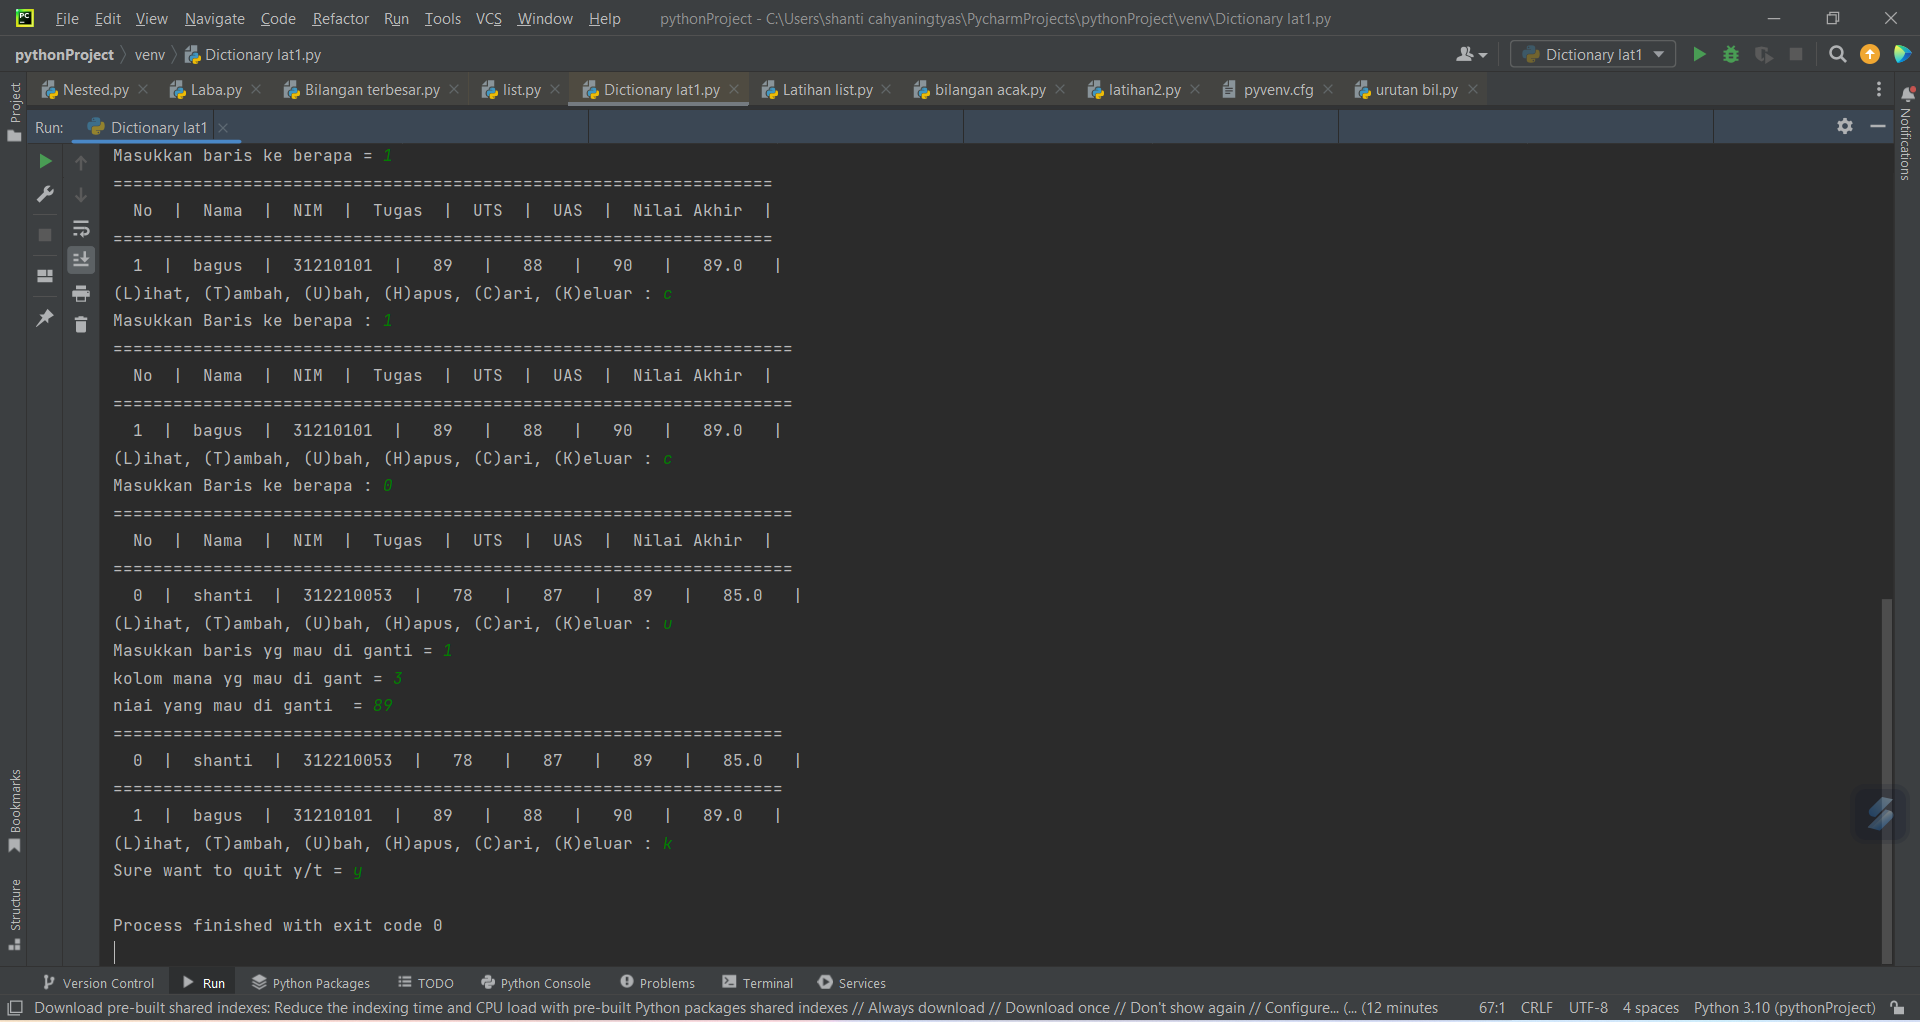 File Edit View Navigate Code Refactor Run Tools VCS Window Help pythonProject - C:\Users\shanti cahyaningtyas\PycharmProjects\pythonProject\venv\Dictionary lat1.py
pythonProject venv Dictionary lat1.py Dictionary lat1
Nested.py Laba.py Bilangan terbesar.py list.py Dictionary lat1.py Latihan list.py bilangan acak.py latihan2.py pyvenv.cfg urutan bil.py
Project
Notifications
Run: Dictionary lat1
Masukkan baris ke berapa = 1
==================================================================
  No  |  Nama  |  NIM  |  Tugas  |  UTS  |  UAS  |  Nilai Akhir  |
==================================================================
  1  |  bagus  |  31210101  |   89   |   88   |   90   |   89.0   |
(L)ihat, (T)ambah, (U)bah, (H)apus, (C)ari, (K)eluar : c
Masukkan Baris ke berapa : 1
====================================================================
  No  |  Nama  |  NIM  |  Tugas  |  UTS  |  UAS  |  Nilai Akhir  |
====================================================================
  1  |  bagus  |  31210101  |   89   |   88   |   90   |   89.0   |
(L)ihat, (T)ambah, (U)bah, (H)apus, (C)ari, (K)eluar : c
Masukkan Baris ke berapa : 0
====================================================================
  No  |  Nama  |  NIM  |  Tugas  |  UTS  |  UAS  |  Nilai Akhir  |
====================================================================
  0  |  shanti  |  312210053  |   78   |   87   |   89   |   85.0   |
(L)ihat, (T)ambah, (U)bah, (H)apus, (C)ari, (K)eluar : u
Masukkan baris yg mau di ganti = 1
kolom mana yg mau di gant = 3
niai yang mau di ganti  = 89
===================================================================
  0  |  shanti  |  312210053  |   78   |   87   |   89   |   85.0   |
===================================================================
  1  |  bagus  |  31210101  |   89   |   88   |   90   |   89.0   |
(L)ihat, (T)ambah, (U)bah, (H)apus, (C)ari, (K)eluar : k
Sure want to quit y/t = y
Process finished with exit code 0
Bookmarks
Structure
Version Control Run Python Packages TODO Python Console Problems Terminal Services
Download pre-built shared indexes: Reduce the indexing time and CPU load with pre-built Python packages shared indexes // Always download // Download once // Don't show again // Configure... (... (12 minutes 67:1 CRLF UTF-8 4 spaces Python 3.10 (pythonProject)